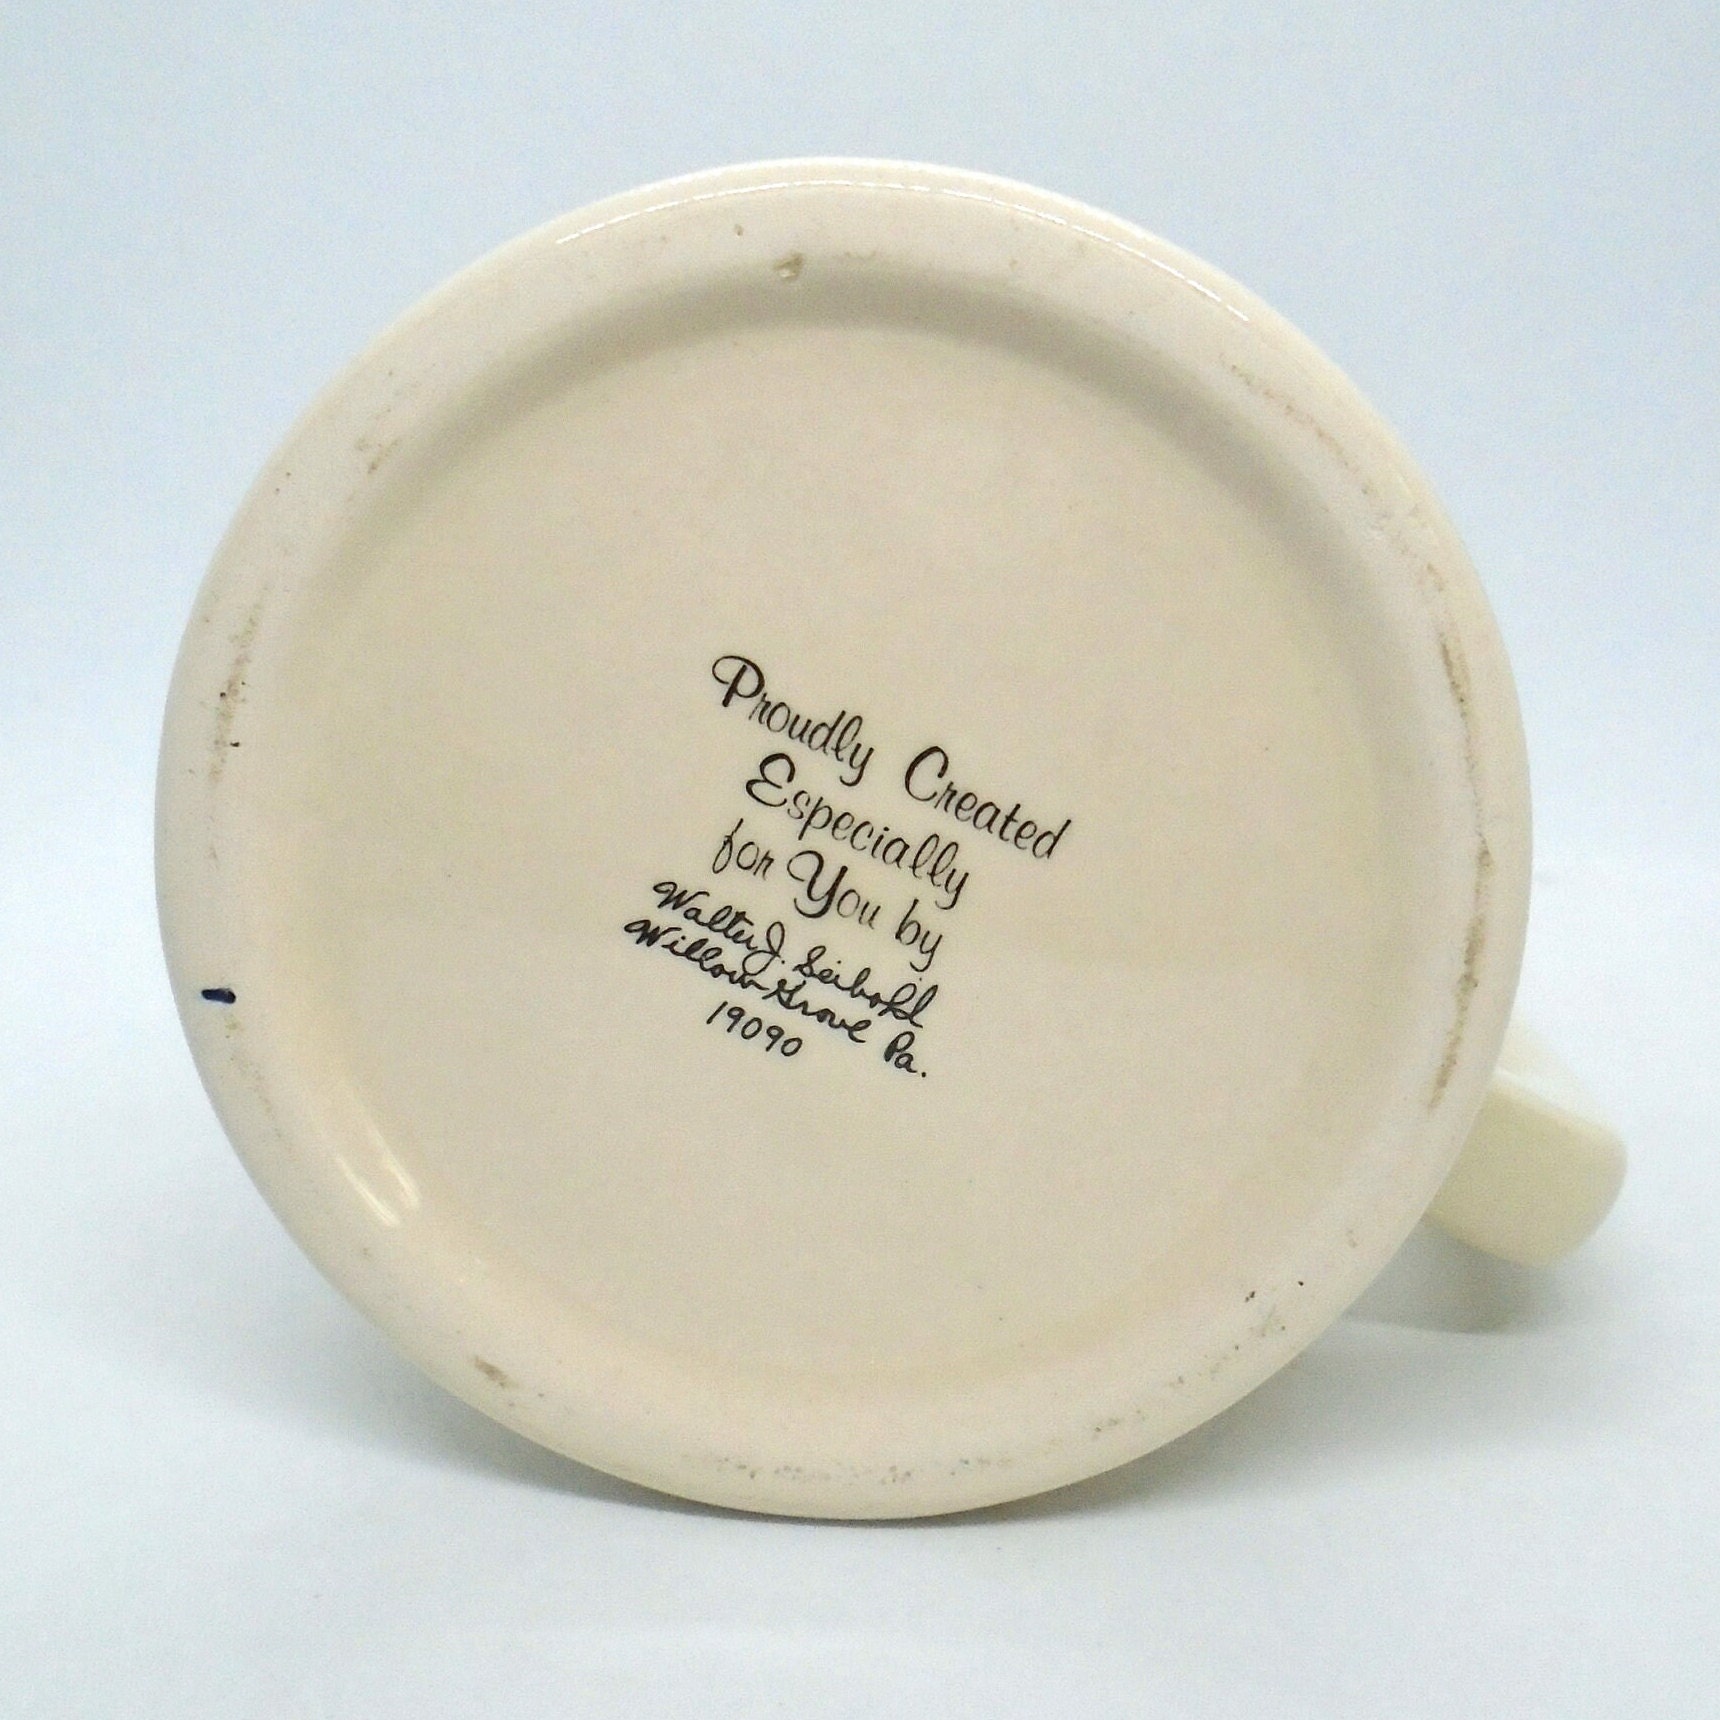 Proudly Created
Especially
for You by
Walter J. Seibold
Willow Grove Pa.
19090